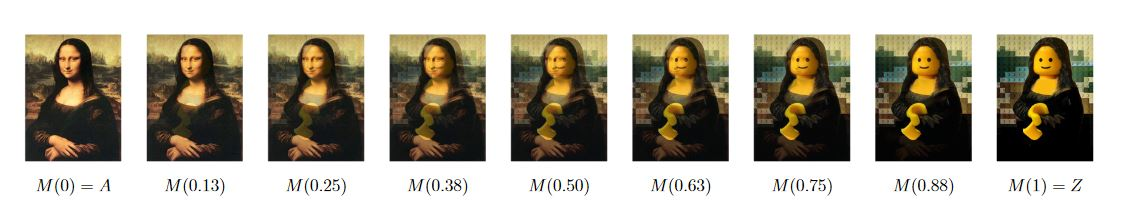 M(0) = A
M(0.13)
M(0.25)
M(0.38)
M(0.50)
M(0.63)
M(0.75)
M(0.88)
M(1) = Z